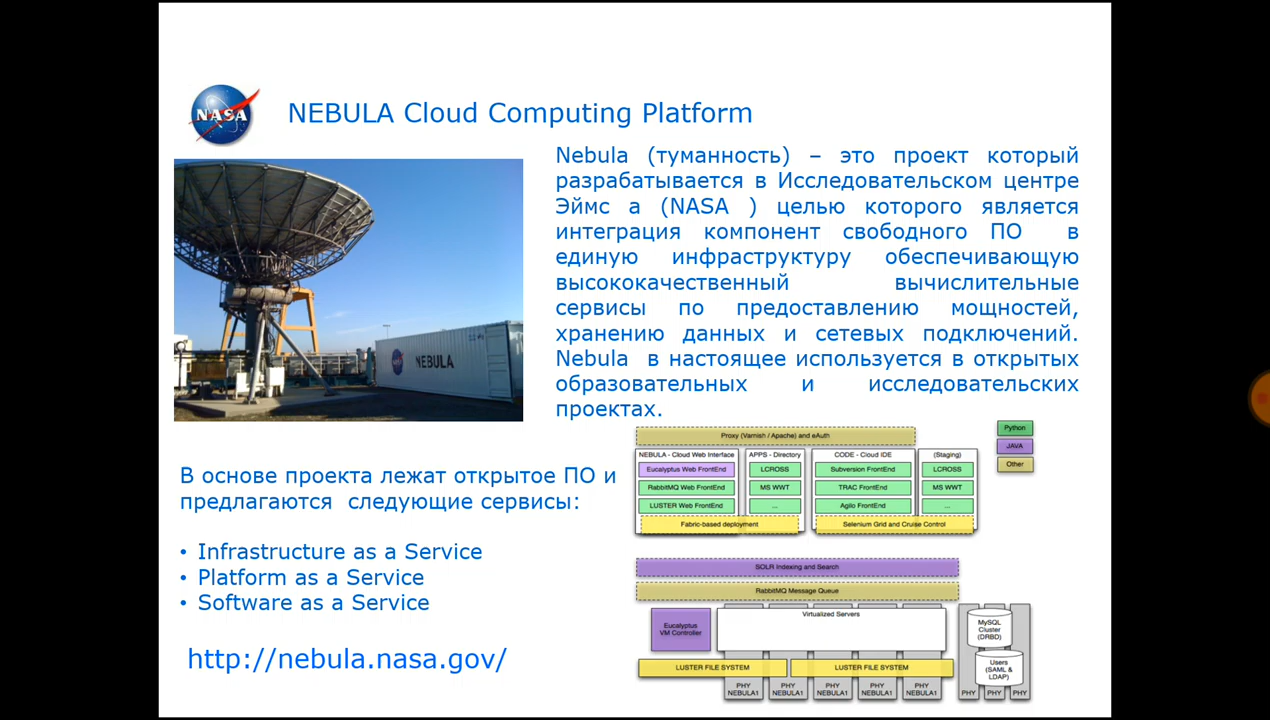 NASA
NEBULA Cloud Computing Platform
Nebula (туманность) – это проект который
разрабатывается в Исследовательском центре
Эймс а (NASA ) целью которого является
интеграция компонент свободного ПО в
единую инфраструктуру обеспечивающую
высококачественный вычислительные
сервисы по предоставлению мощностей,
хранению данных и сетевых подключений.
Nebula в настоящее используется в открытых
образовательных и исследовательских
проектах.
NEBULA
В основе проекта лежат открытое ПО и
предлагаются следующие сервисы:
• Infrastructure as a Service
• Platform as a Service
• Software as a Service
http://nebula.nasa.gov/
Proxy (Varnish / Apache) and eAuth
Python
JAVA
Other
NEBULA - Cloud Web Interface
Eucalyptus Web FrontEnd
RabbitMQ Web FrontEnd
LUSTER Web FrontEnd
APPS - Directory
LCROSS
MS WWT
...
Fabric-based deployment
CODE - Cloud IDE
Subversion FrontEnd
TRAC FrontEnd
Agilo FrontEnd
(Staging)
LCROSS
MS WWT
...
Selenium Grid and Cruise Control
SOLR Indexing and Search
RabbitMQ Message Queue
Eucalyptus
VM Controller
Virtualized Servers
LUSTER FILE SYSTEM
LUSTER FILE SYSTEM
PHY
NEBULA1
PHY
NEBULA1
PHY
NEBULA1
PHY
NEBULA1
PHY
NEBULA1
MySQL
Cluster
(DRBD)
Users
(SAML &
LDAP)
PHY
PHY
PHY